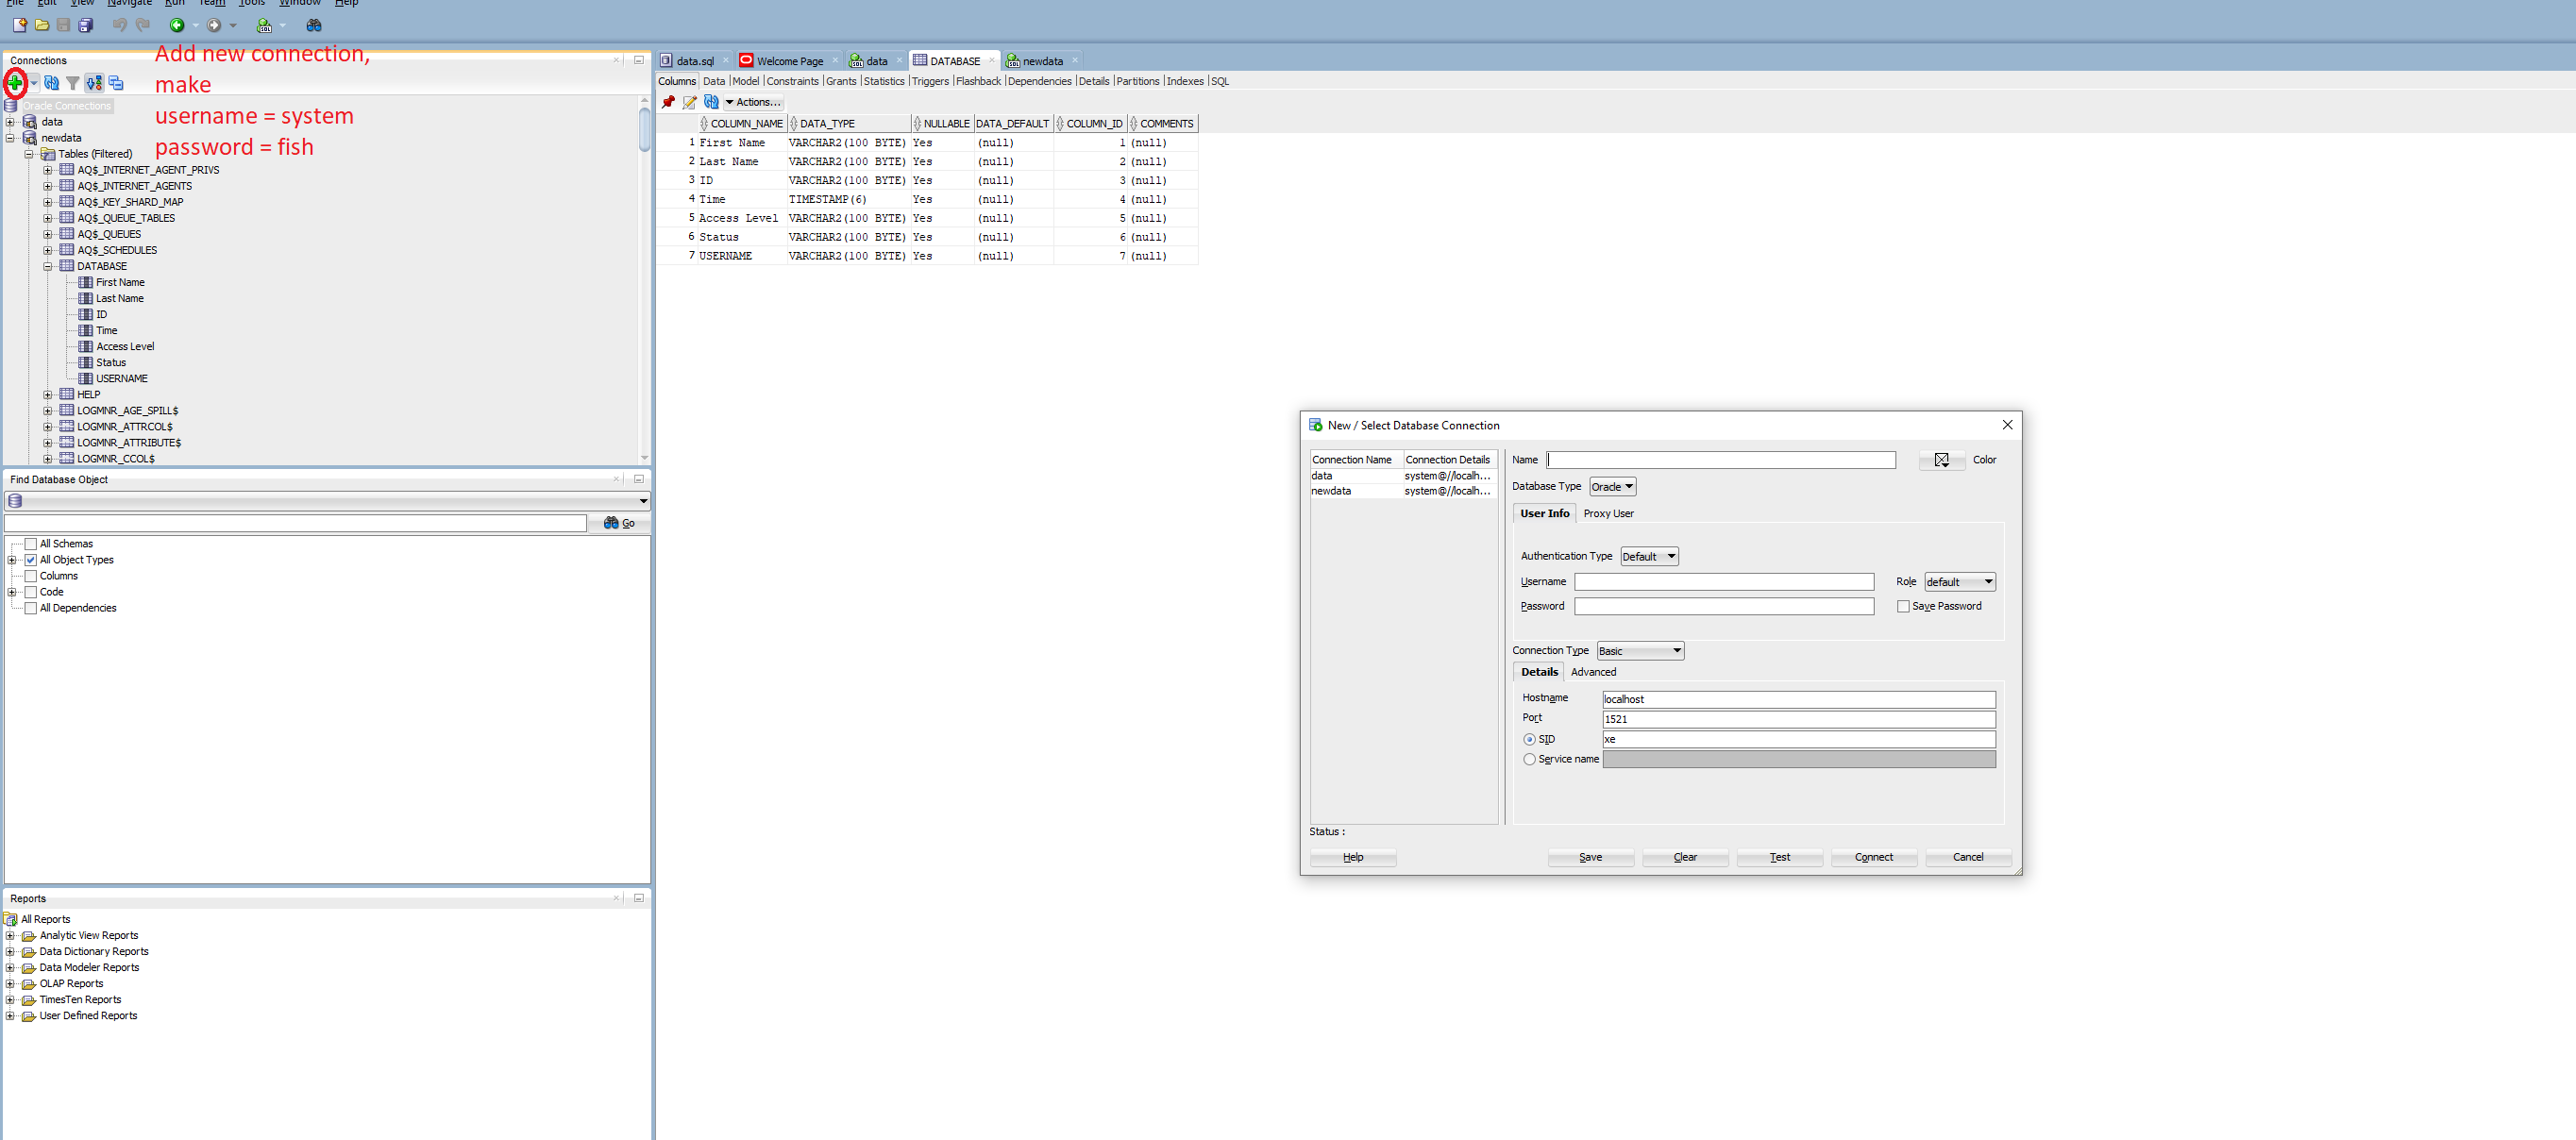 File Edit View Navigate Run Team Tools Window Help
Add new connection,
make
username = system
password = fish
Connections
Oracle Connections
data
newdata
Tables (Filtered)
AQ$_INTERNET_AGENT_PRIVS
AQ$_INTERNET_AGENTS
AQ$_KEY_SHARD_MAP
AQ$_QUEUE_TABLES
AQ$_QUEUES
AQ$_SCHEDULES
DATABASE
First Name
Last Name
ID
Time
Access Level
Status
USERNAME
HELP
LOGMNR_AGE_SPILL$
LOGMNR_ATTRCOL$
LOGMNR_ATTRIBUTE$
LOGMNR_CCOL$
Find Database Object
Go
All Schemas
All Object Types
Columns
Code
All Dependencies
Reports
All Reports
Analytic View Reports
Data Dictionary Reports
Data Modeler Reports
OLAP Reports
TimesTen Reports
User Defined Reports
data.sql Welcome Page data DATABASE newdata
Columns Data Model Constraints Grants Statistics Triggers Flashback Dependencies Details Partitions Indexes SQL
Actions...
COLUMN_NAME DATA_TYPE NULLABLE DATA_DEFAULT COLUMN_ID COMMENTS
1 First Name VARCHAR2(100 BYTE) Yes (null) 1 (null)
2 Last Name VARCHAR2(100 BYTE) Yes (null) 2 (null)
3 ID VARCHAR2(100 BYTE) Yes (null) 3 (null)
4 Time TIMESTAMP(6) Yes (null) 4 (null)
5 Access Level VARCHAR2(100 BYTE) Yes (null) 5 (null)
6 Status VARCHAR2(100 BYTE) Yes (null) 6 (null)
7 USERNAME VARCHAR2(100 BYTE) Yes (null) 7 (null)
New / Select Database Connection
Connection Name Connection Details
data system@//localh...
newdata system@//localh...
Name Color
Database Type Oracle
User Info Proxy User
Authentication Type Default
Username Role default
Password Save Password
Connection Type Basic
Details Advanced
Hostname localhost
Port 1521
SID xe
Service name
Status :
Help Save Clear Test Connect Cancel